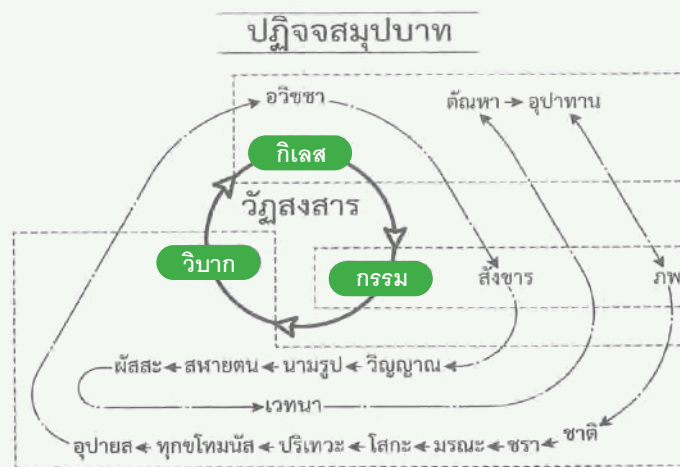 ปฏิจจสมุปบาท
อวิชชา
ตัณหา → อุปาทาน
กิเลส
วัฏสงสาร
วิบาก
กรรม
สังขาร
ภพ
ผัสสะ ← สฬายตน ← นามรูป ← วิญญาณ
เวทนา
ชาติ
อุปายส ← ทุกขโทมนัส ← ปริเทวะ ← โสกะ ← มรณะ ← ชรา